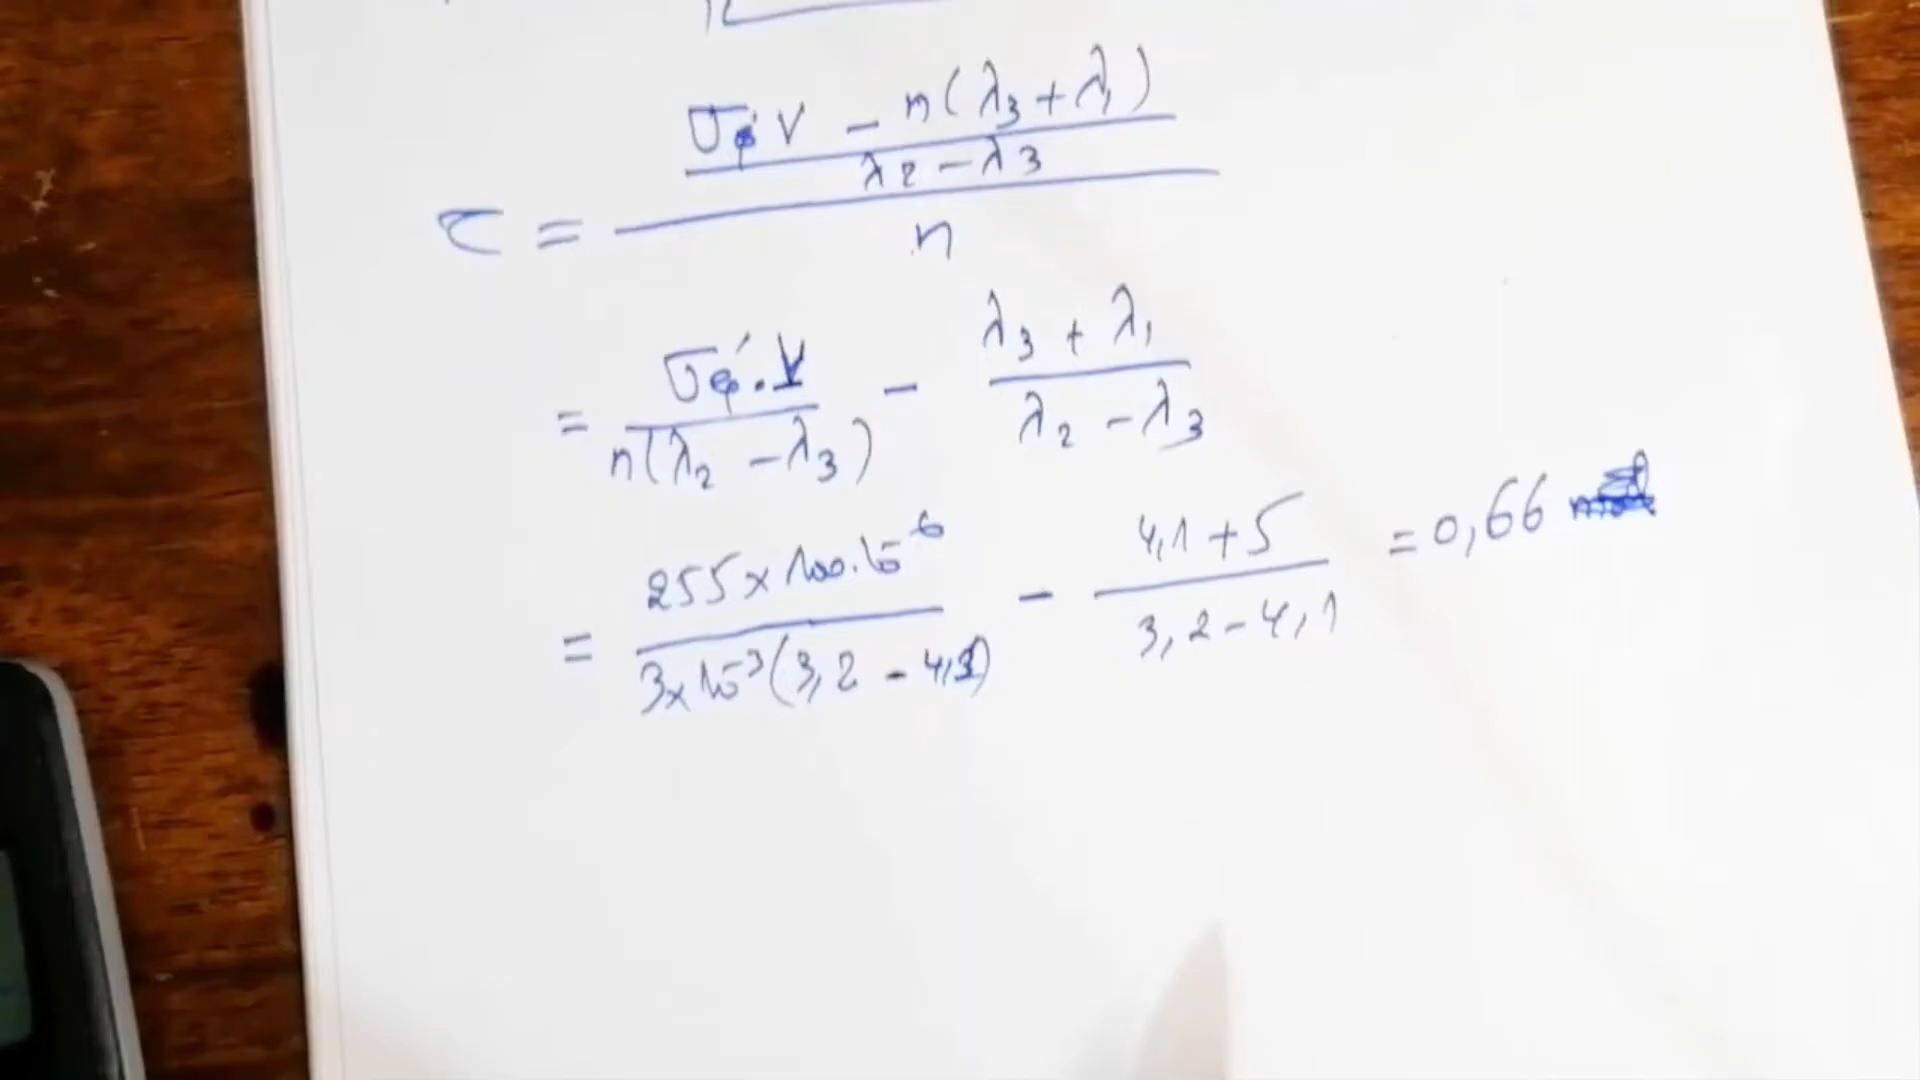 σφ' V − n(λ3 + λ1)
λ2 − λ3
τ =
n
= σφ'.V / n(λ2 − λ3) − (λ3 + λ1) / (λ2 − λ3)
= 255 × 100.10^-6 / 3 × 10^-3 (3,2 − 4,1) − (4,1 + 5) / (3,2 − 4,1) = 0,66